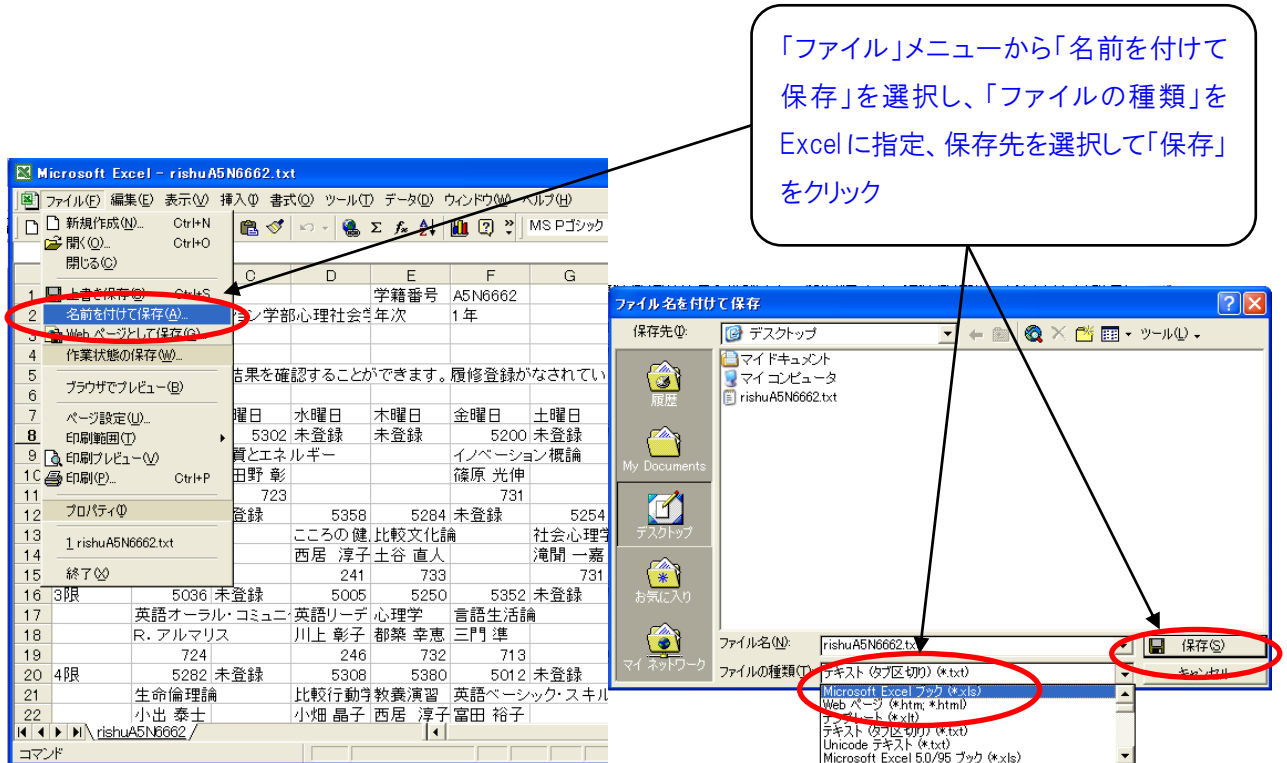 「ファイル」メニューから「名前を付けて
保存」を選択し、「ファイルの種類」を
Excelに指定、保存先を選択して「保存」
をクリック
Microsoft Excel - rishuA5N6662.txt
ファイル(F) 編集(E) 表示(V) 挿入(I) 書式(O) ツール(T) データ(D) ウィンドウ(W) ヘルプ(H)
MS Pゴシック
新規作成(N)... Ctrl+N
開く(O)... Ctrl+O
閉じる(C)
上書き保存(S) Ctrl+S
名前を付けて保存(A)...
Web ページとして保存(G)...
作業状態の保存(W)...
ブラウザでプレビュー(B)
ページ設定(U)...
印刷範囲(T)
印刷プレビュー(V)
印刷(P)... Ctrl+P
プロパティ(I)
1 rishuA5N6662.txt
終了(X)
C D E F G
1 学籍番号 A5N6662
2 ション学部心理社会学 年次 1 年
3
4
5 結果を確認することができます。履修登録がなされてい
6
7 曜日 水曜日 木曜日 金曜日 土曜日
8 5302 未登録 未登録 5200 未登録
9 質とエネルギー イノベーション概論
10 田野 彰 篠原 光伸
11 723 731
12 登録 5358 5284 未登録 5254
13 こころの健 比較文化論 社会心理学
14 西居 淳子 土谷 直人 滝聞 一嘉
15 241 733 731
16 3限 5036 未登録 5005 5250 5352 未登録
17 英語オーラル・コミュニ 英語リーデ 心理学 言語生活論
18 R. アルマリス 川上 彰子 都築 幸恵 三門 準
19 724 246 732 713
20 4限 5282 未登録 5308 5380 5012 未登録
21 生命倫理論 比較行動学 教養演習 英語ベーシック・スキル
22 小出 泰士 小畑 晶子 西居 淳子 富田 裕子
rishuA5N6662
コマンド
ファイル名を付けて保存
保存先(I): デスクトップ ツール(L)
マイ ドキュメント
マイ コンピュータ
rishuA5N6662.txt
履歴
My Documents
デスクトップ
お気に入り
マイ ネットワーク
ファイル名(N): rishuA5N6662.txt 保存(S)
ファイルの種類(T): テキスト (タブ区切り) (*.txt) キャンセル
Microsoft Excel ブック (*.xls)
Web ページ (*.htm; *.html)
テンプレート (*.xlt)
テキスト (タブ区切り) (*.txt)
Unicode テキスト (*.txt)
Microsoft Excel 5.0/95 ブック (*.xls)